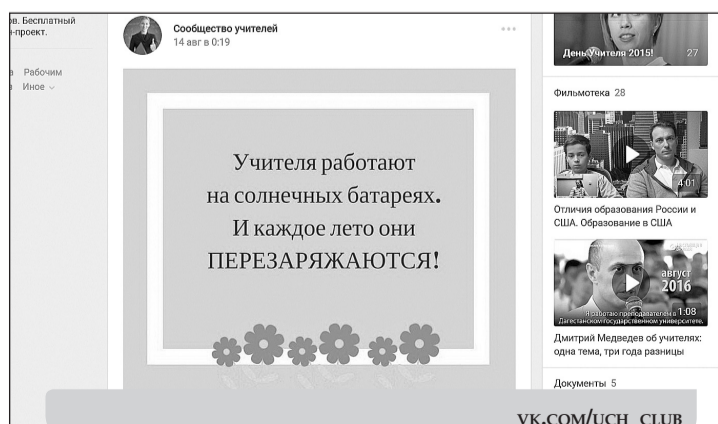 ов. Бесплатный
н-проект.
а Рабочим
в Иное
Сообщество учителей
14 авг в 0:19
Учителя работают
на солнечных батареях.
И каждое лето они
ПЕРЕЗАРЯЖАЮТСЯ!
День Учителя 2015!
27
Фильмотека 28
4:01
Отличия образования России и
США. Образование в США
август
2016
Я работаю преподавателем в
1:08
Дагестанском государственном университете.
Дмитрий Медведев об учителях:
одна тема, три года разницы
Документы 5
VK.COM/UCH_CLUB